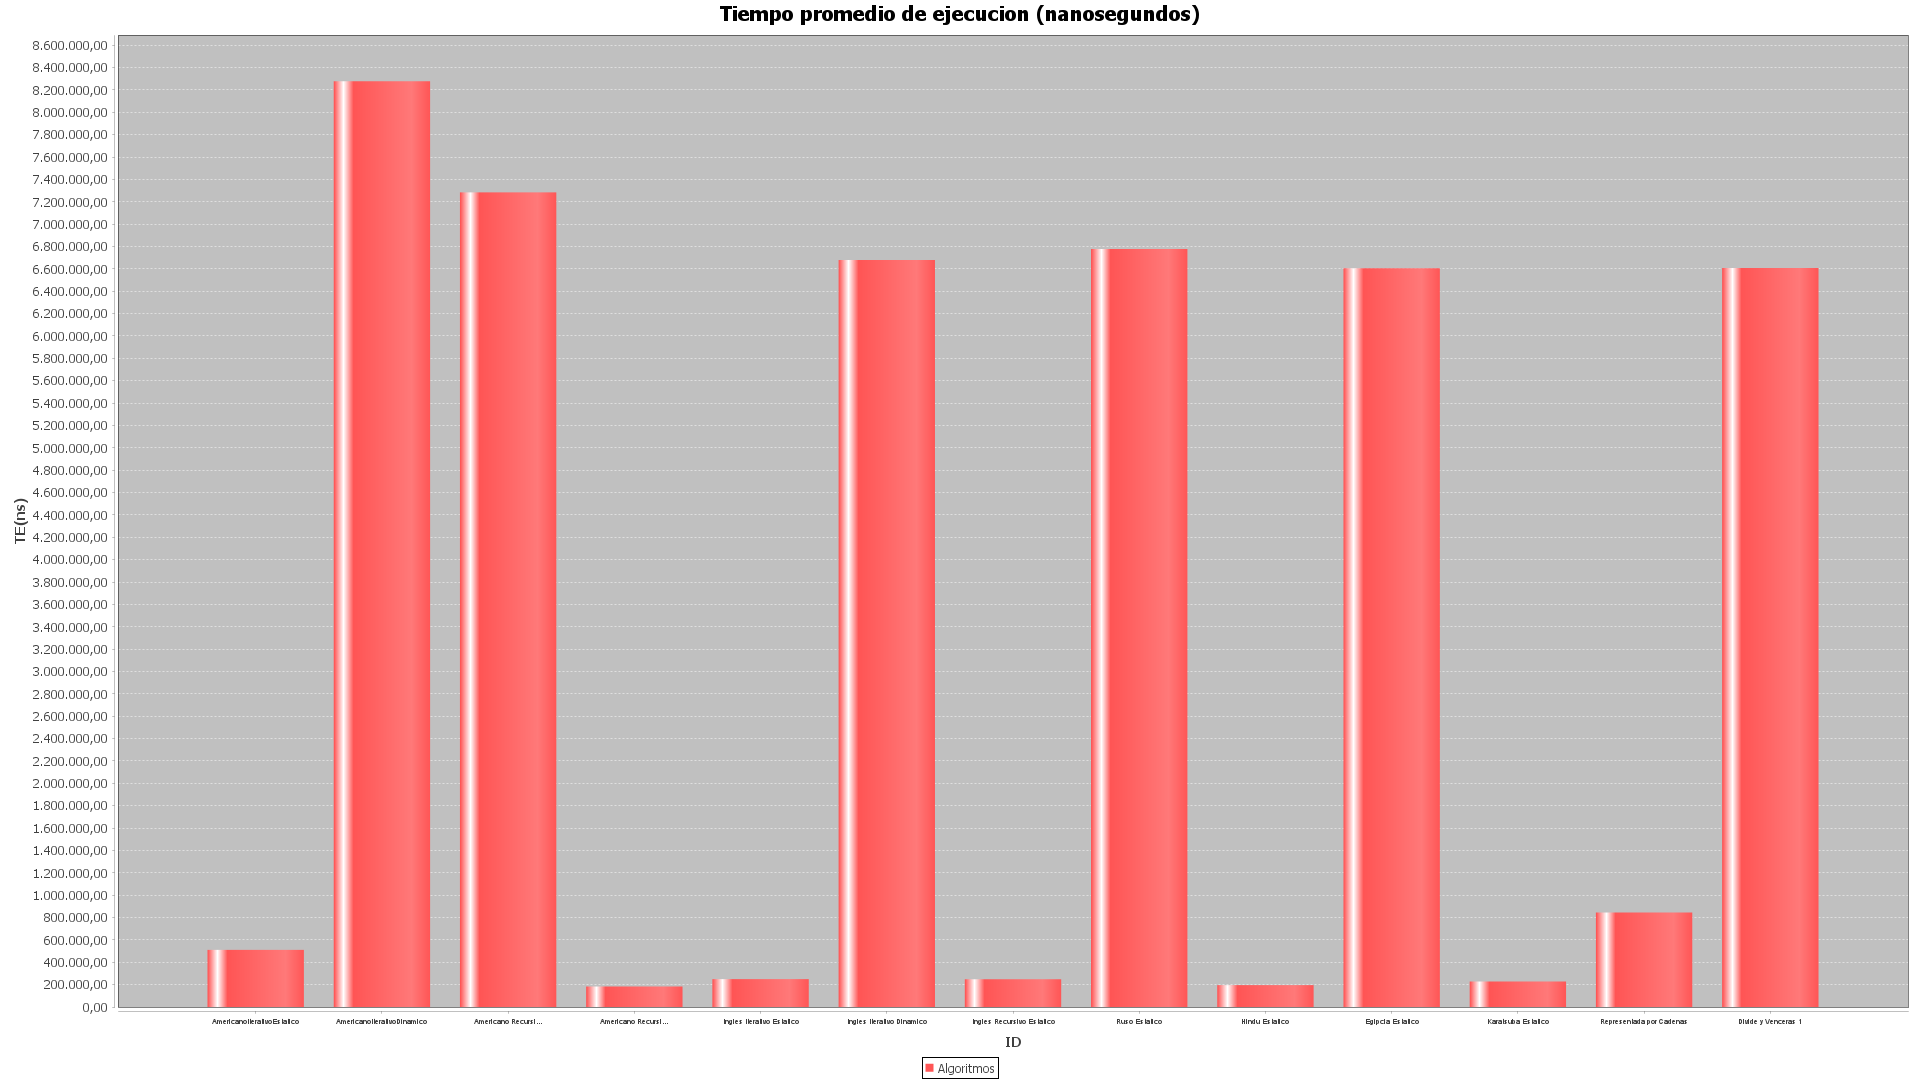 Tiempo promedio de ejecucion (nanosegundos)
8.600.000,00
8.400.000,00
8.200.000,00
8.000.000,00
7.800.000,00
7.600.000,00
7.400.000,00
7.200.000,00
7.000.000,00
6.800.000,00
6.600.000,00
6.400.000,00
6.200.000,00
6.000.000,00
5.800.000,00
5.600.000,00
5.400.000,00
5.200.000,00
5.000.000,00
4.800.000,00
4.600.000,00
4.400.000,00
4.200.000,00
4.000.000,00
3.800.000,00
3.600.000,00
3.400.000,00
3.200.000,00
3.000.000,00
2.800.000,00
2.600.000,00
2.400.000,00
2.200.000,00
2.000.000,00
1.800.000,00
1.600.000,00
1.400.000,00
1.200.000,00
1.000.000,00
800.000,00
600.000,00
400.000,00
200.000,00
0,00
TE(ns)
AmericanoIterativoEstatico
AmericanoIterativoDinamico
Americano Recursi...
Americano Recursi...
Ingles Iterativo Estatico
Ingles Iterativo Dinamico
Ingles Recursivo Estatico
Ruso Estatico
Hindu Estatico
Egipcia Estatico
Karatsuba Estatico
Representada por Cadenas
Divide y Venceras 1
ID
Algoritmos